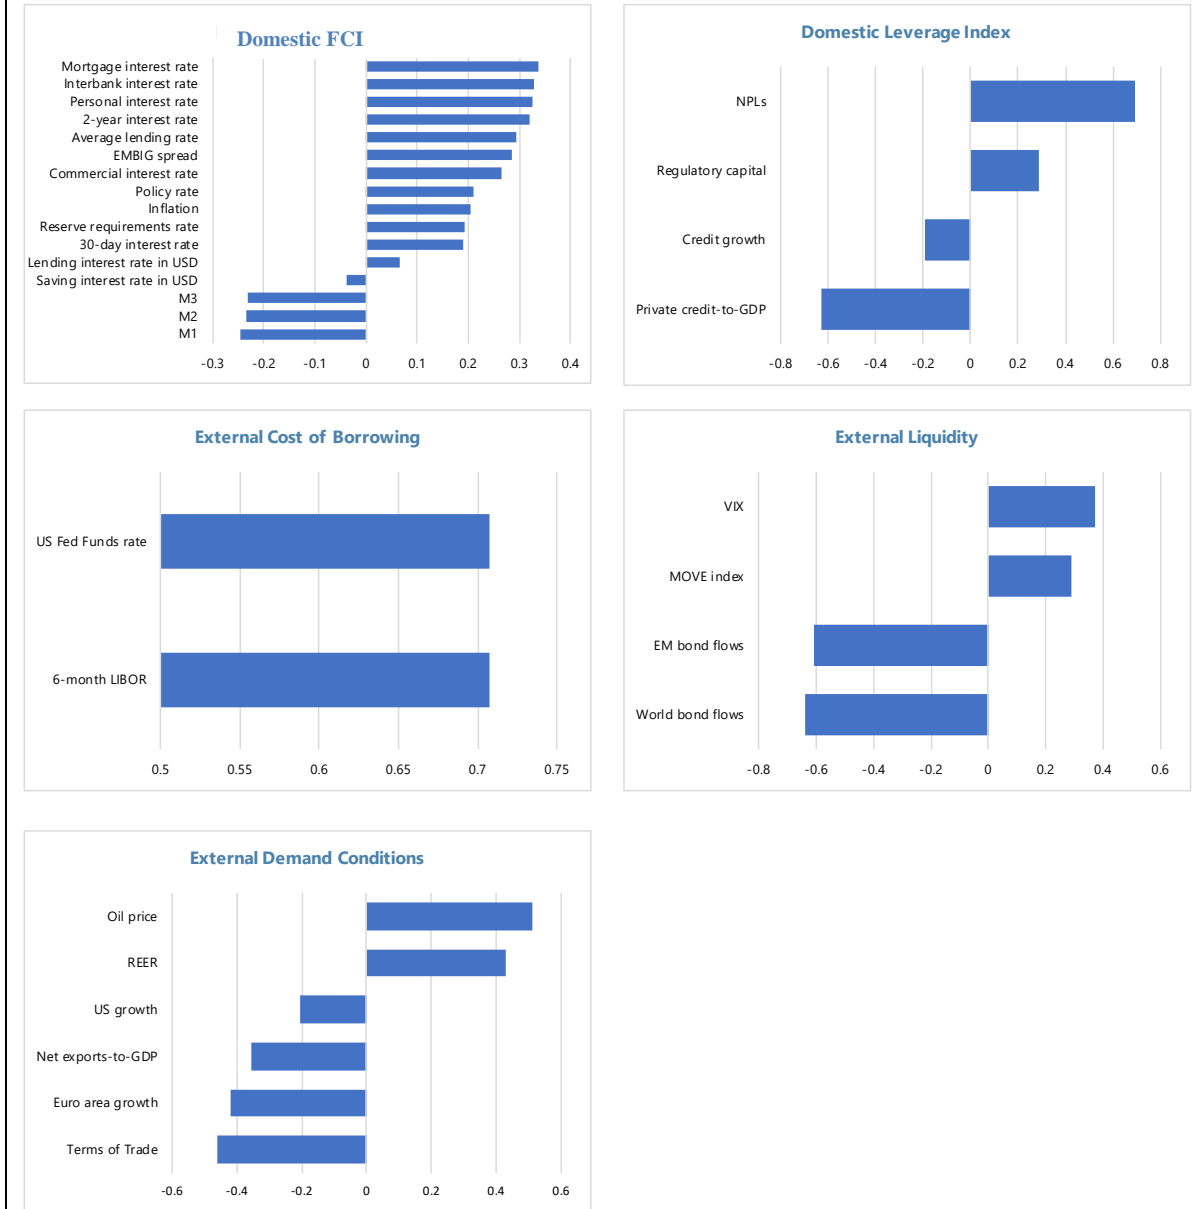 Domestic FCI
Mortgage interest rate
Interbank interest rate
Personal interest rate
2-year interest rate
Average lending rate
EMBIG spread
Commercial interest rate
Policy rate
Inflation
Reserve requirements rate
30-day interest rate
Lending interest rate in USD
Saving interest rate in USD
M3
M2
M1
-0.3 -0.2 -0.1 0 0.1 0.2 0.3 0.4
Domestic Leverage Index
NPLs
Regulatory capital
Credit growth
Private credit-to-GDP
-0.8 -0.6 -0.4 -0.2 0 0.2 0.4 0.6 0.8
External Cost of Borrowing
US Fed Funds rate
6-month LIBOR
0.5 0.55 0.6 0.65 0.7 0.75
External Liquidity
VIX
MOVE index
EM bond flows
World bond flows
-0.8 -0.6 -0.4 -0.2 0 0.2 0.4 0.6
External Demand Conditions
Oil price
REER
US growth
Net exports-to-GDP
Euro area growth
Terms of Trade
-0.6 -0.4 -0.2 0 0.2 0.4 0.6